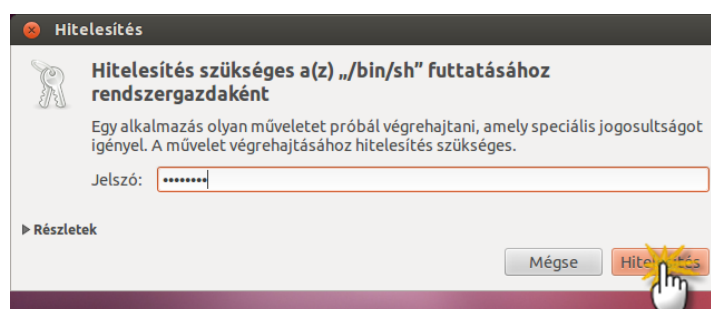 Hitelesítés
Hitelesítés szükséges a(z) „/bin/sh” futtatásához
rendszergazdaként
Egy alkalmazás olyan műveletet próbál végrehajtani, amely speciális jogosultságot
igényel. A művelet végrehajtásához hitelesítés szükséges.
Jelszó: ••••••••
Részletek
Mégse Hitelesítés